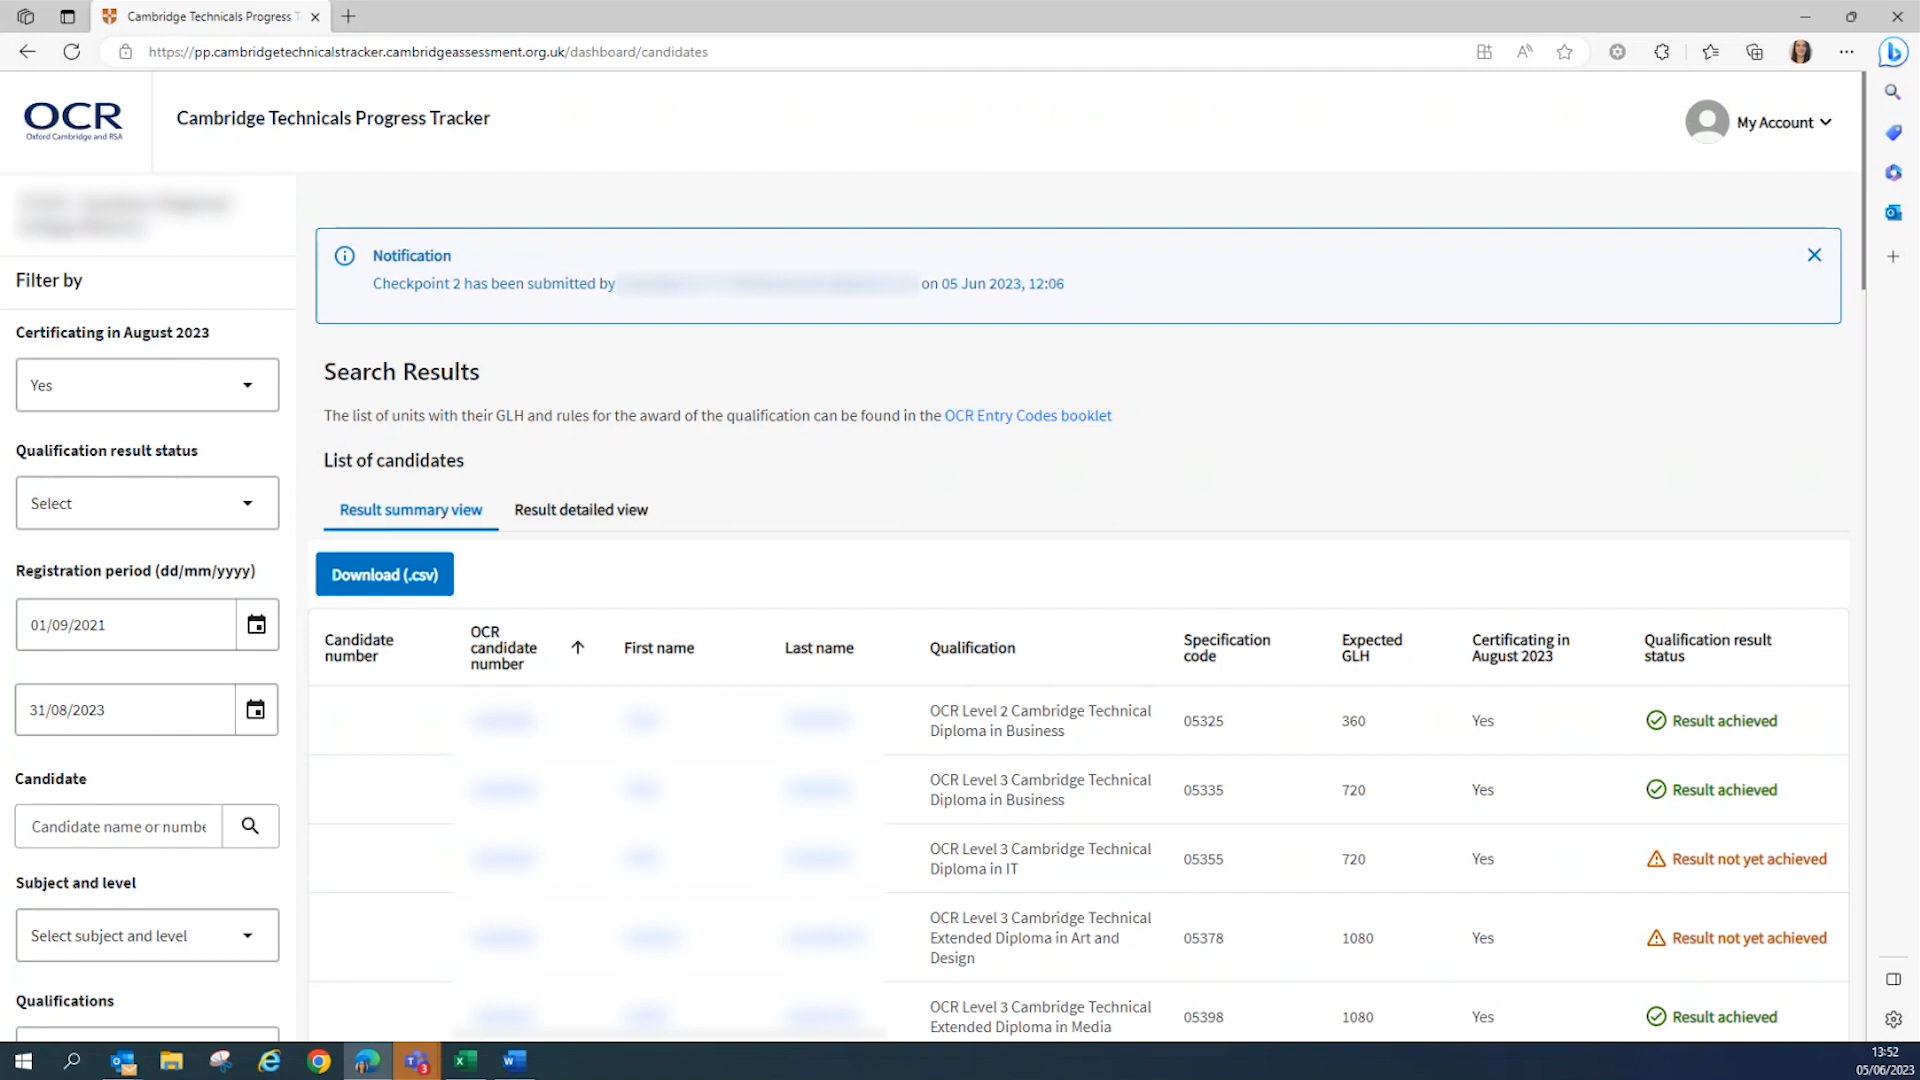 Cambridge Technicals Progress T
https://pp.cambridgetechnicalstracker.cambridgeassessment.org.uk/dashboard/candidates
OCR
Oxford Cambridge and RSA
Cambridge Technicals Progress Tracker
My Account
Filter by
Certificating in August 2023
Yes
Qualification result status
Select
Registration period (dd/mm/yyyy)
01/09/2021
31/08/2023
Candidate
Candidate name or numbe
Subject and level
Select subject and level
Qualifications
Notification
Checkpoint 2 has been submitted by on 05 Jun 2023, 12:06
Search Results
The list of units with their GLH and rules for the award of the qualification can be found in the OCR Entry Codes booklet
List of candidates
Result summary view Result detailed view
Download (.csv)
Candidate number OCR candidate number First name Last name Qualification Specification code Expected GLH Certificating in August 2023 Qualification result status
OCR Level 2 Cambridge Technical
Diploma in Business
05325 360 Yes Result achieved
OCR Level 3 Cambridge Technical
Diploma in Business
05335 720 Yes Result achieved
OCR Level 3 Cambridge Technical
Diploma in IT
05355 720 Yes Result not yet achieved
OCR Level 3 Cambridge Technical
Extended Diploma in Art and
Design
05378 1080 Yes Result not yet achieved
OCR Level 3 Cambridge Technical
Extended Diploma in Media
05398 1080 Yes Result achieved
13:52
05/06/2023